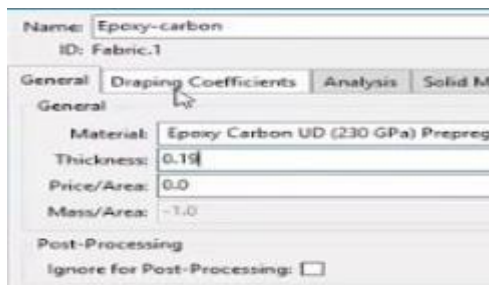 Name: Epoxy-carbon
ID: Fabric.1
General Draping Coefficients Analysis Solid M
General
Material: Epoxy Carbon UD (230 GPa) Prepreg
Thickness: 0.19
Price/Area: 0.0
Mass/Area: -1.0
Post-Processing
Ignore for Post-Processing: